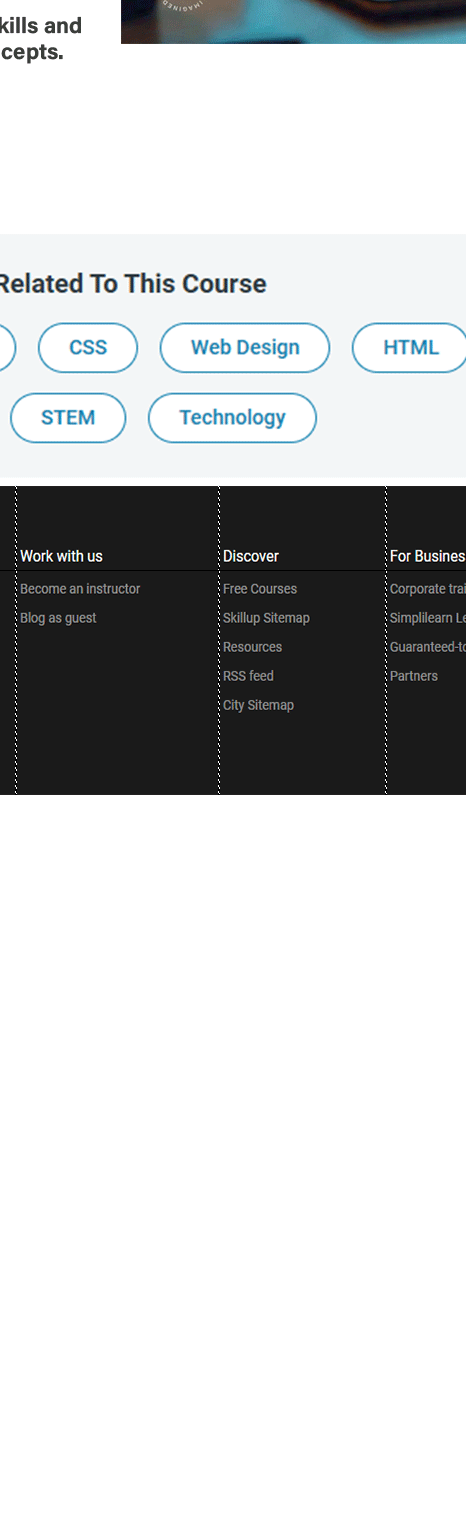 kills and
cepts.
IMAGINED
Related To This Course
CSS
Web Design
HTML
STEM
Technology
Work with us
Become an instructor
Blog as guest
Discover
Free Courses
Skillup Sitemap
Resources
RSS feed
City Sitemap
For Busines
Corporate trai
Simplilearn Le
Guaranteed-to
Partners